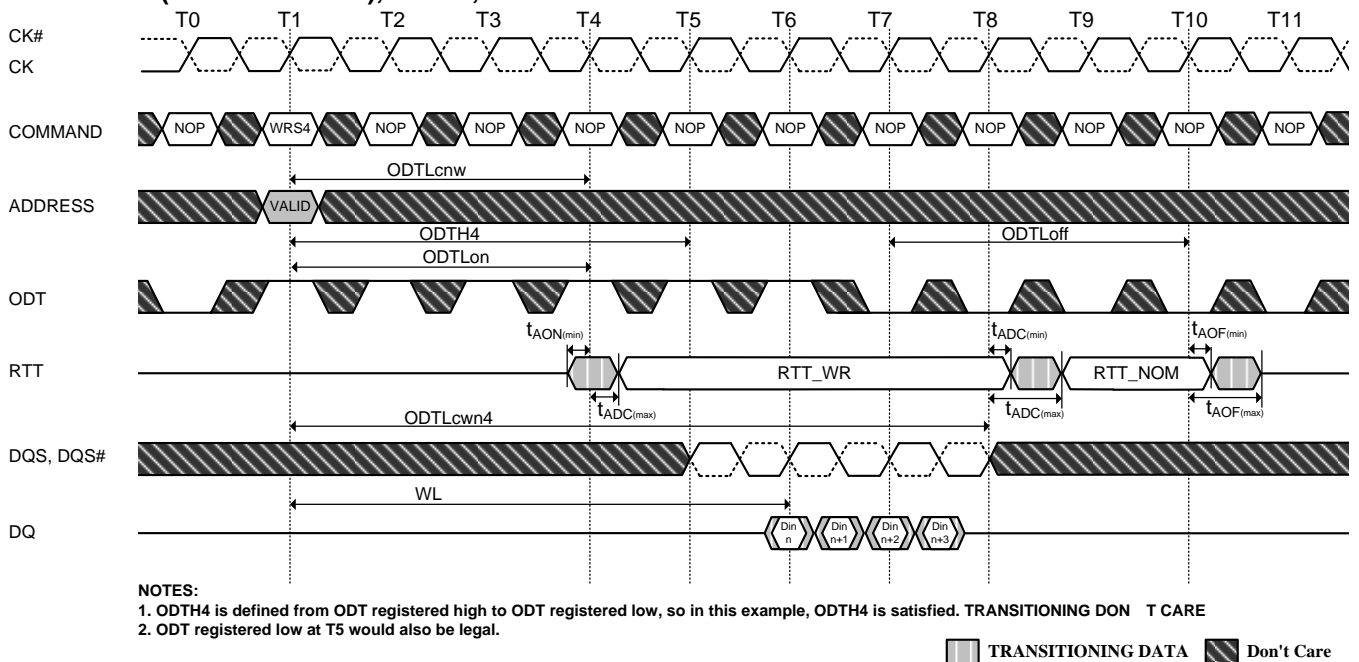 T0 T1 T2 T3 T4 T5 T6 T7 T8 T9 T10 T11
CK#
CK
COMMAND NOP WRS4 NOP NOP NOP NOP NOP NOP NOP NOP NOP NOP
ODTLcnw
ADDRESS VALID
ODTH4 ODTLoff
ODTLon
ODT
tAON(min) tADC(min) tAOF(min)
RTT RTT_WR RTT_NOM
tADC(max) tADC(max) tAOF(max)
ODTLcwn4
DQS, DQS#
WL
DQ Din n Din n+1 Din n+2 Din n+3
NOTES:
1. ODTH4 is defined from ODT registered high to ODT registered low, so in this example, ODTH4 is satisfied. TRANSITIONING DON T CARE
2. ODT registered low at T5 would also be legal.
TRANSITIONING DATA Don't Care